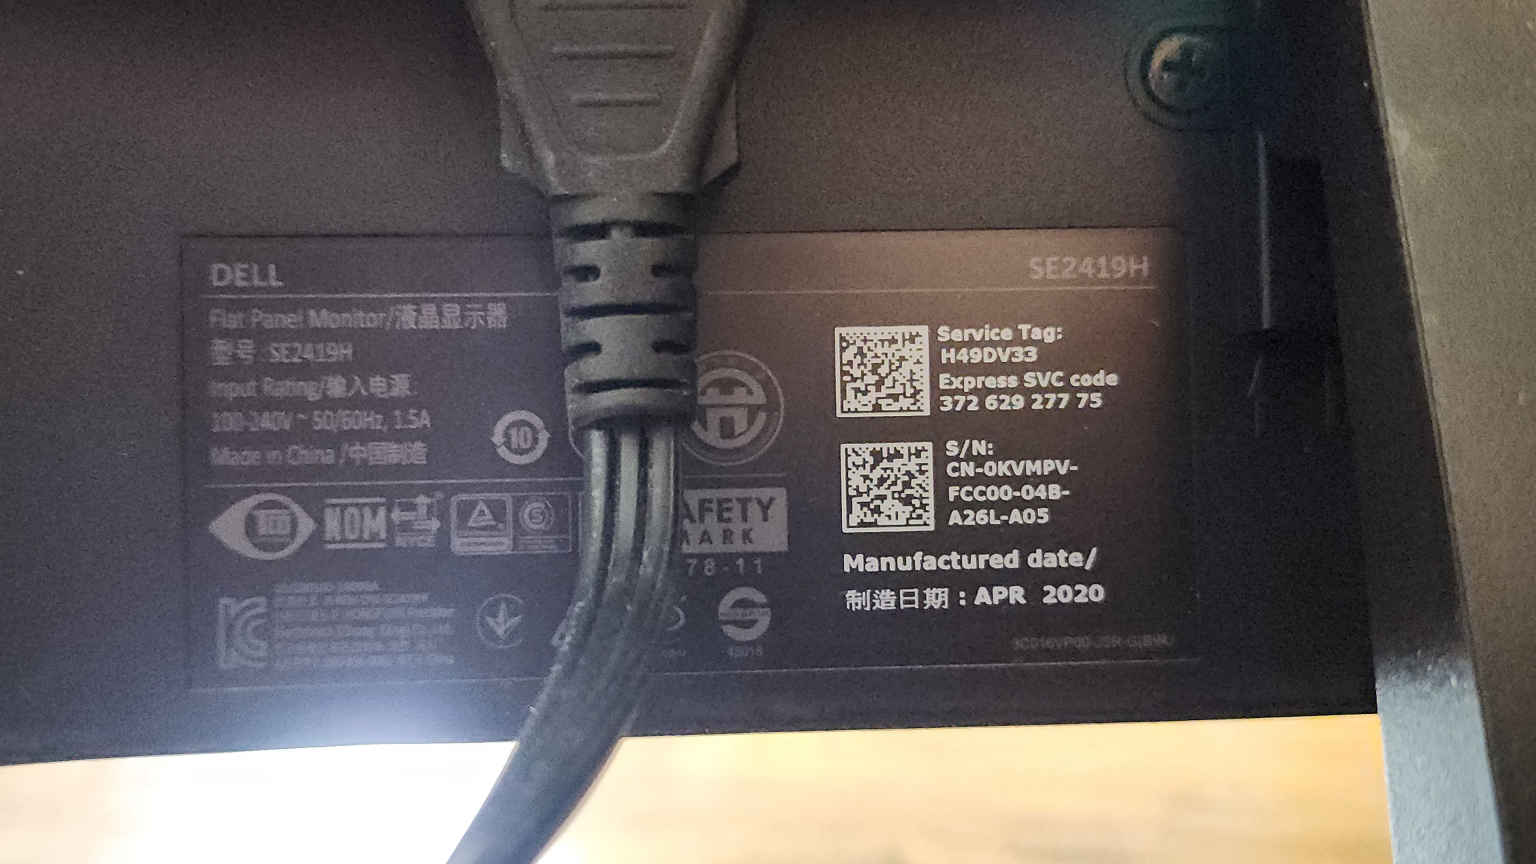 DELL
SE2419H
Flat Panel Monitor/液晶显示器
型号: SE2419H
Input Rating/输入电源:
100-240V ~ 50/60Hz, 1.5A
Made in China /中国制造
10
Service Tag:
H49DV33
Express SVC code
372 629 277 75
S/N:
CN-0KVMPV-
FCC00-04B-
A26L-A05
TCO
NOM
AFETY
MARK
78-11
Manufactured date/
制造日期 : APR 2020